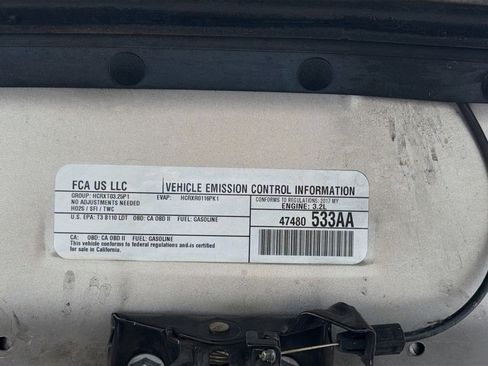 FCA US LLC
VEHICLE EMISSION CONTROL INFORMATION
GROUP: HCRXT03.25P1
EVAP: HCRXR0116PK1
NO ADJUSTMENTS NEEDED
HO2S / SFI / TWC
CONFORMS TO REGULATIONS: 2017 MY
ENGINE: 3.2L
U.S. EPA: T3 B110 LDT OBD: CA OBD II FUEL: GASOLINE
47480 533AA
CA: OBD: CA OBD II FUEL: GASOLINE
This vehicle conforms to federal regulations and is certified
for sale in California.